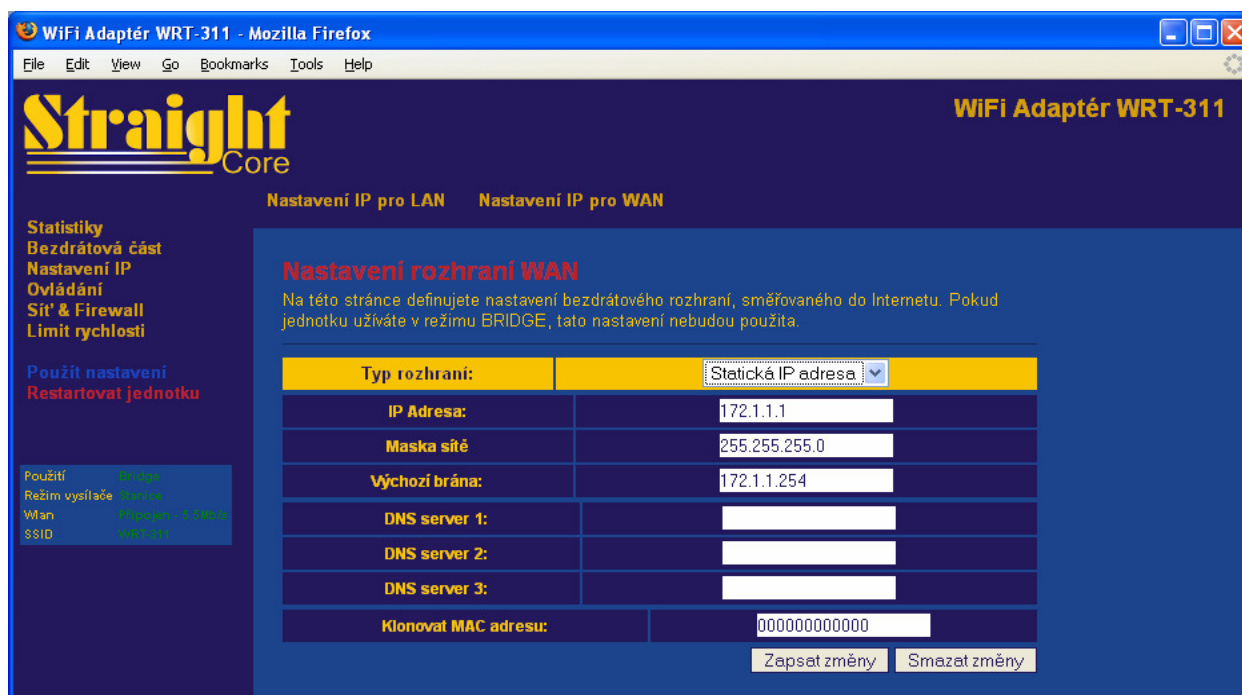 WiFi Adaptér WRT-311 - Mozilla Firefox
File Edit View Go Bookmarks Tools Help
Straight
Core
WiFi Adaptér WRT-311
Nastavení IP pro LAN Nastavení IP pro WAN
Statistiky
Bezdrátová část
Nastavení IP
Ovládání
Síť & Firewall
Limit rychlosti
Použít nastavení
Restartovat jednotku
Použití Bridge
Režim vysílače Stanice
Wlan Připojen - 5.5Mb/s
SSID WRT-311
Nastavení rozhraní WAN
Na této stránce definujete nastavení bezdrátového rozhraní, směřovaného do Internetu. Pokud
jednotku užíváte v režimu BRIDGE, tato nastavení nebudou použita.
Typ rozhraní: Statická IP adresa
IP Adresa: 172.1.1.1
Maska sítě 255.255.255.0
Výchozí brána: 172.1.1.254
DNS server 1:
DNS server 2:
DNS server 3:
Klonovat MAC adresu: 000000000000
Zapsat změny Smazat změny